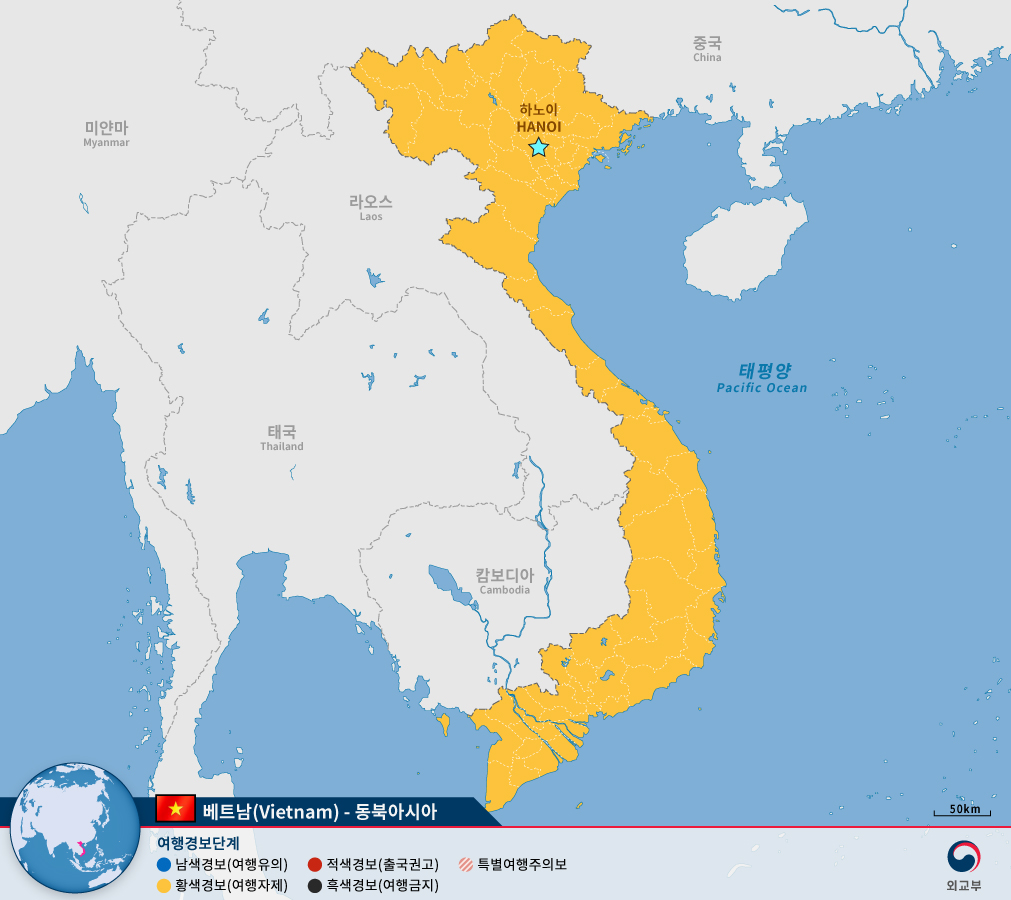 중국
China
하노이
HANOI
미얀마
Myanmar
라오스
Laos
태평양
Pacific Ocean
태국
Thailand
캄보디아
Cambodia
50km
베트남(Vietnam) - 동북아시아
여행경보단계
남색경보(여행유의)
적색경보(출국권고)
특별여행주의보
황색경보(여행자제)
흑색경보(여행금지)
외교부